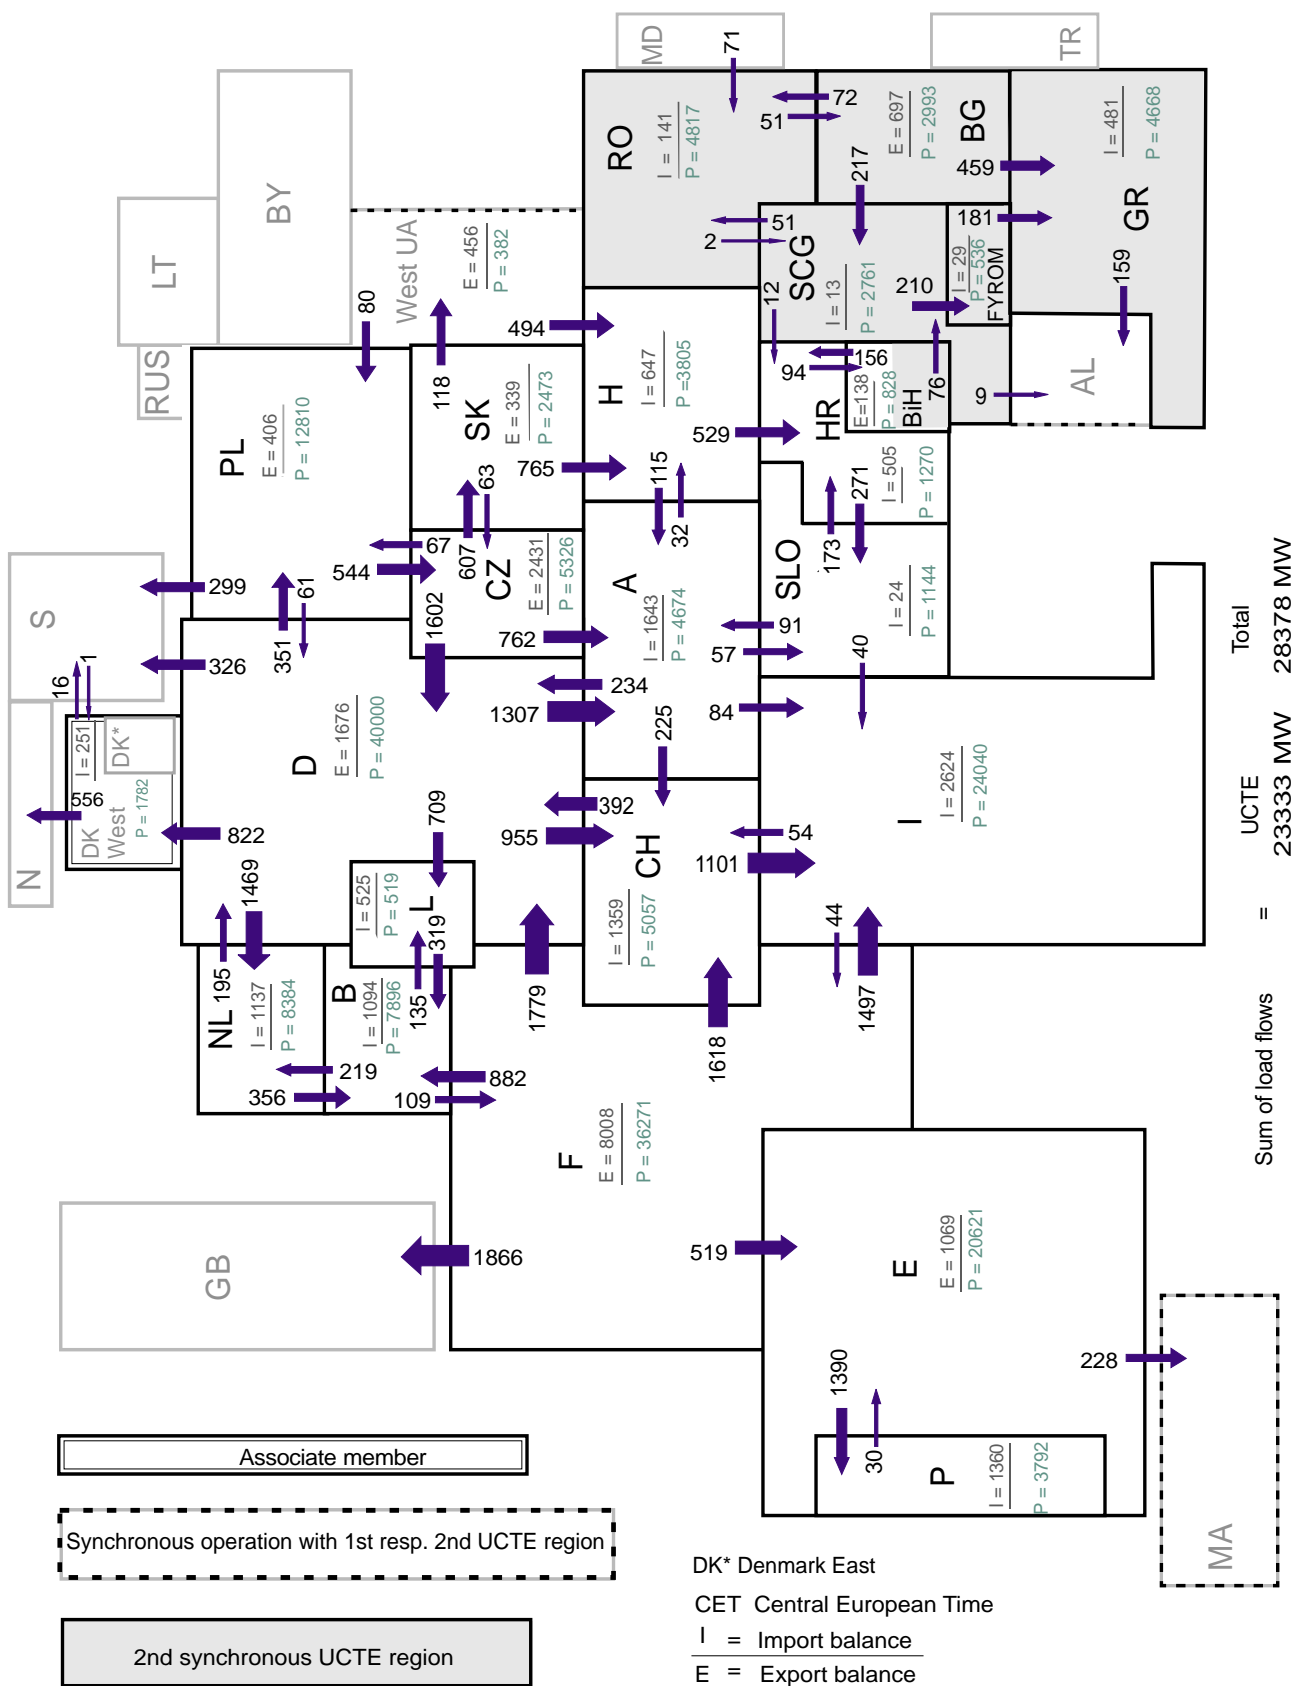 MD
71
TR
RO
I = 141
P = 4817
72
51
E = 697
P = 2993
BG
217
459
I = 481
P = 4668
GR
BY
LT
RUS
West UA
E = 456
P = 382
51
2
SCG
I = 13
P = 2761
181
I = 29
P = 536
FYROM
210
159
80
118
494
12
H
I = 647
P =3805
94
156
E=138
P = 828
BiH
76
9
AL
PL
E = 406
P = 12810
SK
E = 339
P = 2473
63
765
529
HR
115
32
I = 505
P = 1270
271
173
S
299
61
351
544
67
607
CZ
E = 2431
P = 5326
1602
762
A
I = 1643
P = 4674
SLO
I = 24
P = 1144
91
57
40
326
1
16
N
DK*
I = 251
556
DK
West
P = 1782
822
D
E = 1676
P = 40000
234
1307
225
84
392
955
709
CH
I = 1359
P = 5057
54
1101
I
I = 2624
P = 24040
1469
195
NL
I = 1137
P = 8384
I = 525
P = 519
L
319
135
B
I = 1094
P = 7896
1779
1618
44
1497
219
356
882
109
F
E = 8008
P = 36271
GB
1866
519
E
E = 1069
P = 20621
228
1390
30
P
I = 1360
P = 3792
MA
Sum of load flows = UCTE 23333 MW Total 28378 MW
Associate member
Synchronous operation with 1st resp. 2nd UCTE region
2nd synchronous UCTE region
DK* Denmark East
CET Central European Time
I = Import balance
E = Export balance